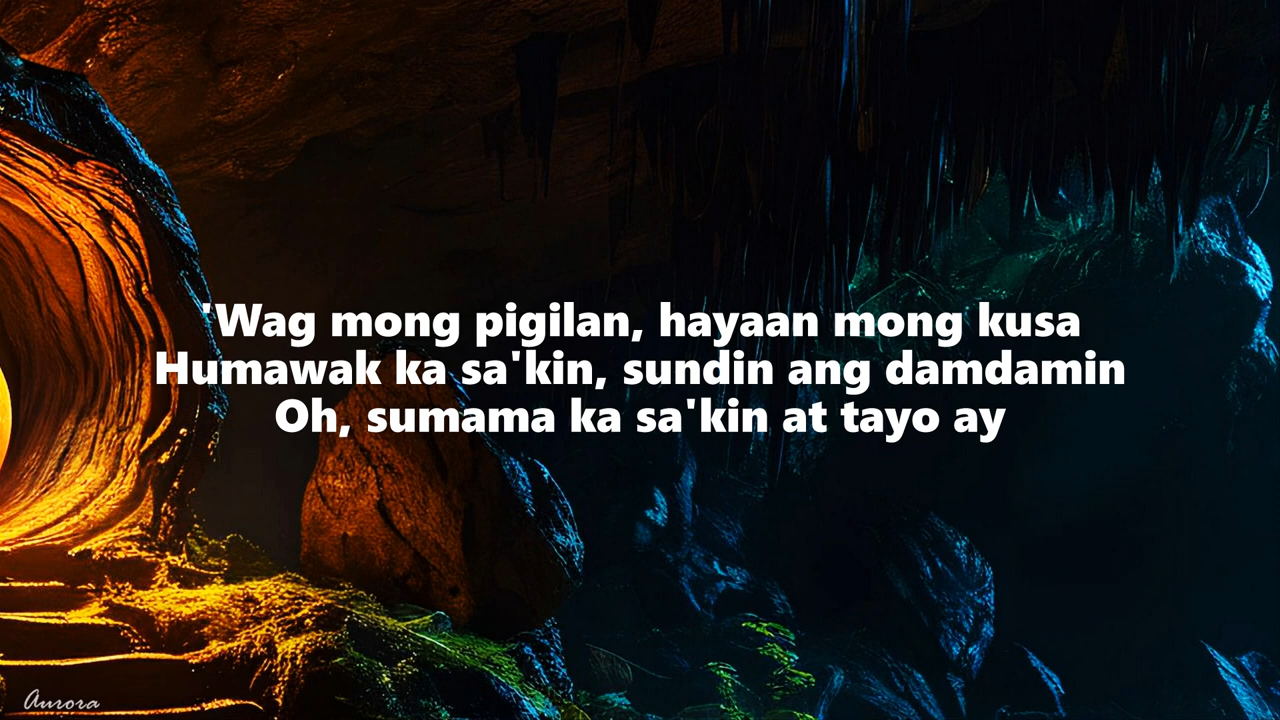 'Wag mong pigilan, hayaan mong kusa
Humawak ka sa'kin, sundin ang damdamin
Oh, sumama ka sa'kin at tayo ay
Aurora